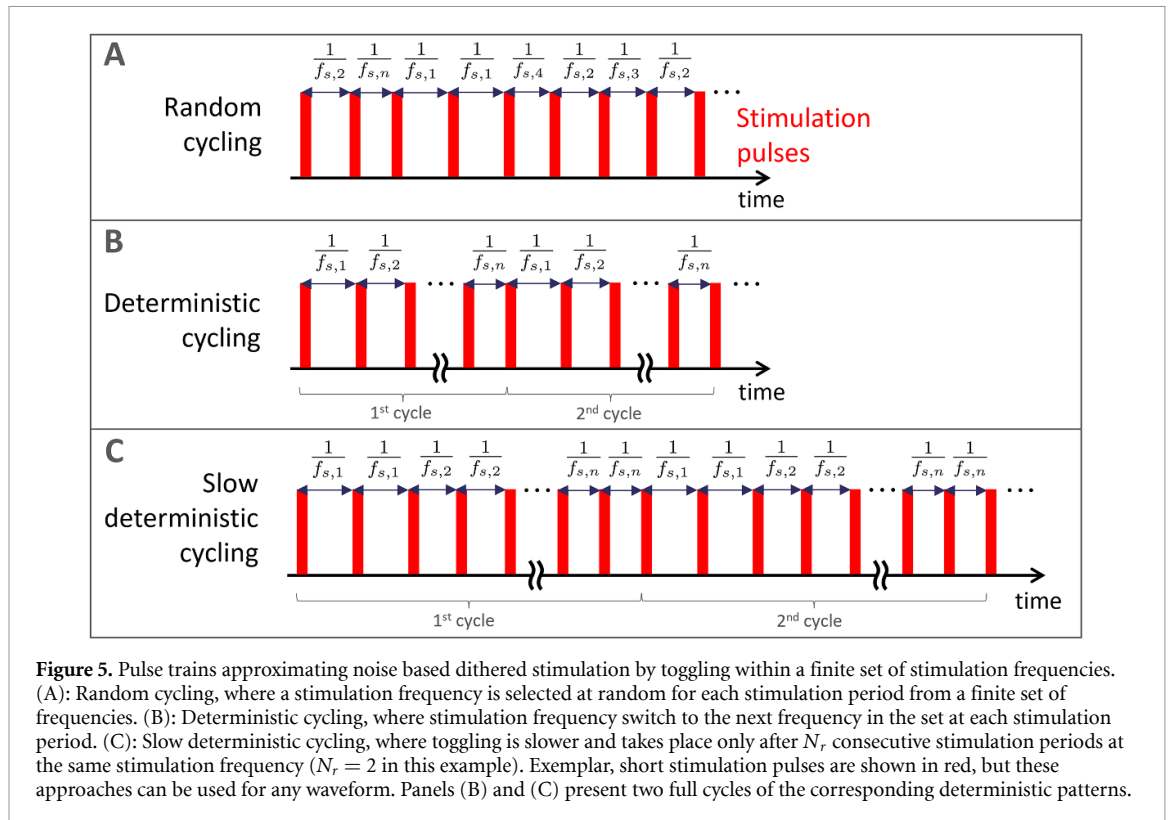 A
1/f_{s,2} 1/f_{s,n} 1/f_{s,1} 1/f_{s,1} 1/f_{s,4} 1/f_{s,2} 1/f_{s,3} 1/f_{s,2}
...
Random
cycling
Stimulation
pulses
time
B
1/f_{s,1} 1/f_{s,2} 1/f_{s,n} 1/f_{s,1} 1/f_{s,2} 1/f_{s,n}
... ... ...
Deterministic
cycling
time
1st cycle 2nd cycle
C
1/f_{s,1} 1/f_{s,1} 1/f_{s,2} 1/f_{s,2} 1/f_{s,n} 1/f_{s,n} 1/f_{s,1} 1/f_{s,1} 1/f_{s,2} 1/f_{s,2} 1/f_{s,n} 1/f_{s,n}
... ... ...
Slow
deterministic
cycling
time
1st cycle 2nd cycle
Figure 5. Pulse trains approximating noise based dithered stimulation by toggling within a finite set of stimulation frequencies.
(A): Random cycling, where a stimulation frequency is selected at random for each stimulation period from a finite set of
frequencies. (B): Deterministic cycling, where stimulation frequency switch to the next frequency in the set at each stimulation
period. (C): Slow deterministic cycling, where toggling is slower and takes place only after N_r consecutive stimulation periods at
the same stimulation frequency (N_r = 2 in this example). Exemplar, short stimulation pulses are shown in red, but these
approaches can be used for any waveform. Panels (B) and (C) present two full cycles of the corresponding deterministic patterns.